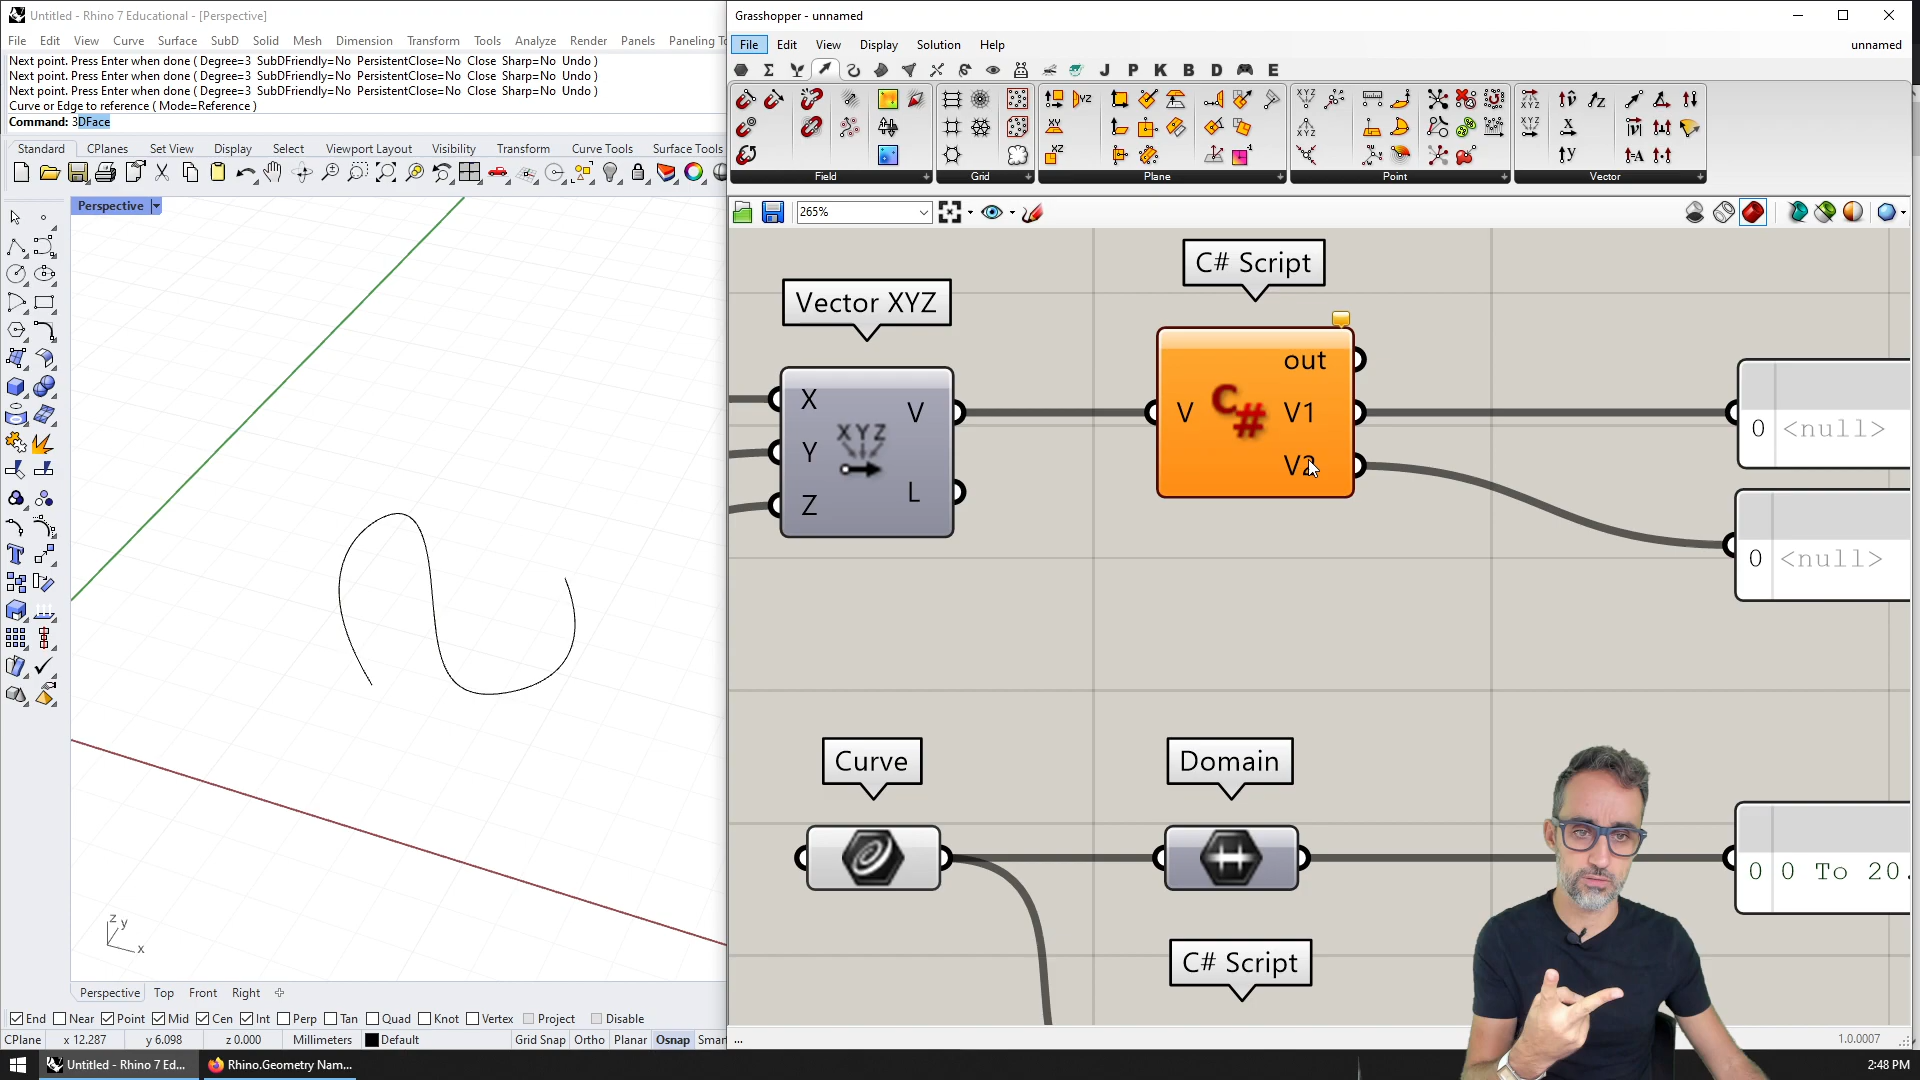 Untitled - Rhino 7 Educational - [Perspective]
File Edit View Curve Surface SubD Solid Mesh Dimension Transform Tools Analyze Render Panels Paneling To
Next point. Press Enter when done ( Degree=3 SubDFriendly=No PersistentClose=No Close Sharp=No Undo )
Next point. Press Enter when done ( Degree=3 SubDFriendly=No PersistentClose=No Close Sharp=No Undo )
Next point. Press Enter when done ( Degree=3 SubDFriendly=No PersistentClose=No Close Sharp=No Undo )
Curve or Edge to reference ( Mode=Reference )
Command: 3DFace
Standard CPlanes Set View Display Select Viewport Layout Visibility Transform Curve Tools Surface Tools
Perspective
z y
x
Perspective Top Front Right
End Near Point Mid Cen Int Perp Tan Quad Knot Vertex Project Disable
CPlane x 12.287 y 6.098 z 0.000 Millimeters Default Grid Snap Ortho Planar Osnap Smar
Grasshopper - unnamed
File Edit View Display Solution Help
unnamed
J P K B D E
Field Grid Plane Point Vector
265%
C# Script
Vector XYZ
X
Y
Z
XYZ
V
L
V
C#
out
V1
V2
0 <null>
0 <null>
Curve
Domain
0 0 To 20.
C# Script
...
1.0.0007
Untitled - Rhino 7 Ed...
Rhino.Geometry Nam...
2:48 PM